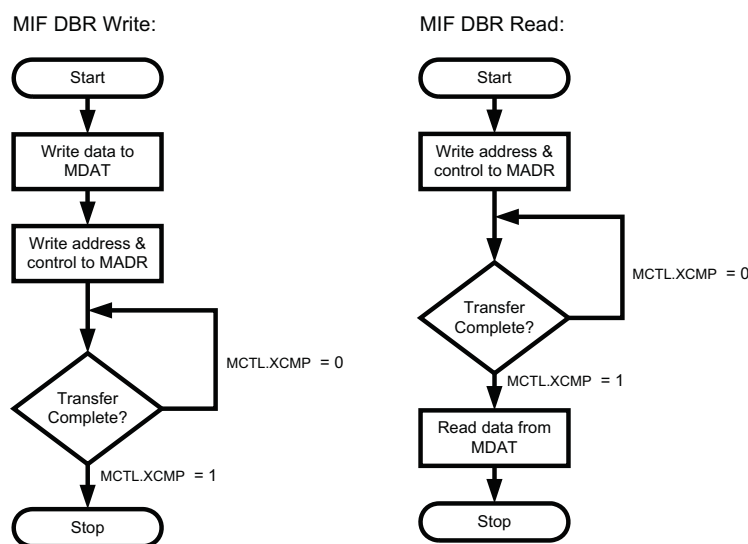 MIF DBR Write:
Start
Write data to
MDAT
Write address &
control to MADR
MCTL.XCMP = 0
Transfer
Complete?
MCTL.XCMP = 1
Stop
MIF DBR Read:
Start
Write address &
control to MADR
MCTL.XCMP = 0
Transfer
Complete?
MCTL.XCMP = 1
Read data from
MDAT
Stop